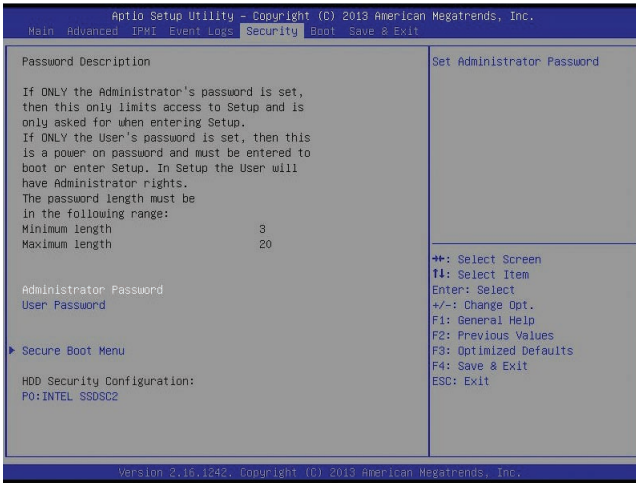 Aptio Setup Utility – Copyright (C) 2013 American Megatrends, Inc.
Main Advanced IPMI Event Logs Security Boot Save & Exit
Password Description
If ONLY the Administrator's password is set,
then this only limits access to Setup and is
only asked for when entering Setup.
If ONLY the User's password is set, then this
is a power on password and must be entered to
boot or enter Setup. In Setup the User will
have Administrator rights.
The password length must be
in the following range:
Minimum length 3
Maximum length 20
Administrator Password
User Password
Secure Boot Menu
HDD Security Configuration:
P0:INTEL SSDSC2
Set Administrator Password
→←: Select Screen
↑↓: Select Item
Enter: Select
+/-: Change Opt.
F1: General Help
F2: Previous Values
F3: Optimized Defaults
F4: Save & Exit
ESC: Exit
Version 2.16.1242. Copyright (C) 2013 American Megatrends, Inc.